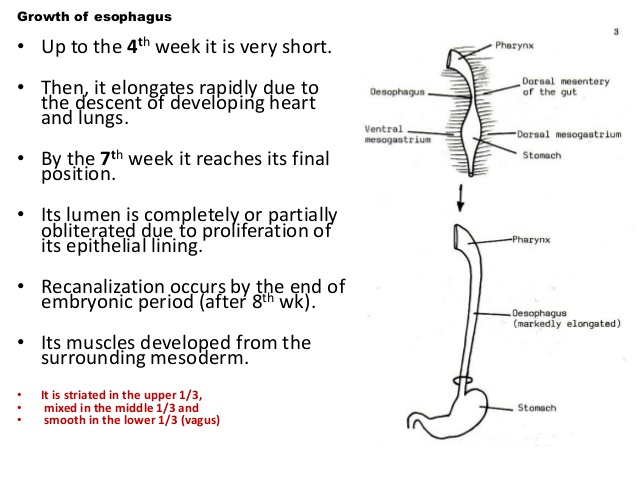 Growth of esophagus
• Up to the 4th week it is very short.
• Then, it elongates rapidly due to
the descent of developing heart
and lungs.
• By the 7th week it reaches its final
position.
• Its lumen is completely or partially
obliterated due to proliferation of
its epithelial lining.
• Recanalization occurs by the end of
embryonic period (after 8th wk).
• Its muscles developed from the
surrounding mesoderm.
• It is striated in the upper 1/3,
• mixed in the middle 1/3 and
• smooth in the lower 1/3 (vagus)
3
Pharynx
Oesophagus
Dorsal mesentery
of the gut
Ventral
mesogastrium
Dorsal mesogastrium
Stomach
Pharynx
Oesophagus
(markedly elongated)
Stomach